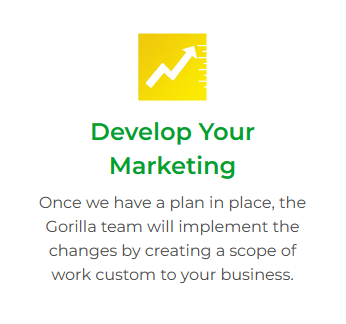 Develop Your
Marketing
Once we have a plan in place, the
Gorilla team will implement the
changes by creating a scope of
work custom to your business.